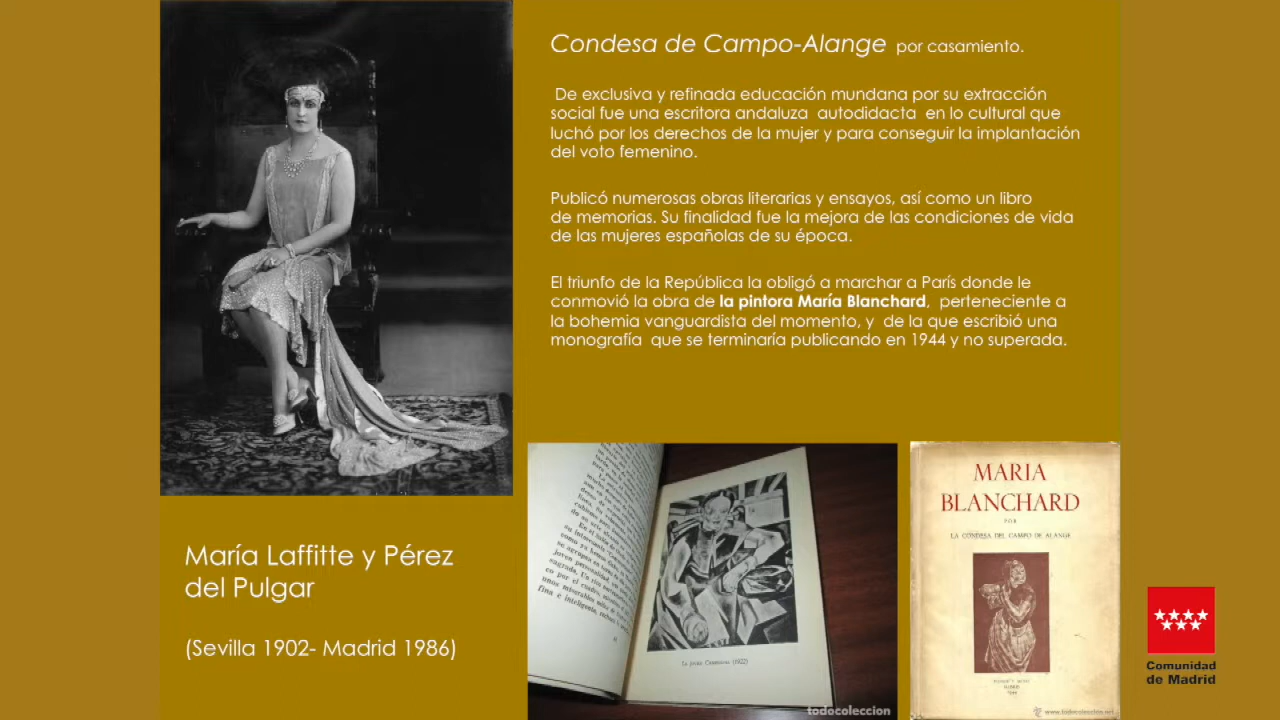 Condesa de Campo-Alange por casamiento.
De exclusiva y refinada educación mundana por su extracción
social fue una escritora andaluza autodidacta en lo cultural que
luchó por los derechos de la mujer y para conseguir la implantación
del voto femenino.
Publicó numerosas obras literarias y ensayos, así como un libro
de memorias. Su finalidad fue la mejora de las condiciones de vida
de las mujeres españolas de su época.
El triunfo de la República la obligó a marchar a París donde le
conmovió la obra de la pintora María Blanchard, perteneciente a
la bohemia vanguardista del momento, y de la que escribió una
monografía que se terminaría publicando en 1944 y no superada.
María Laffitte y Pérez
del Pulgar
(Sevilla 1902- Madrid 1986)
(1922)
todocoleccion
MARIA
BLANCHARD
POR
LA CONDESA DEL CAMPO DE ALANGE
MADRID
www.todocoleccion.net
Comunidad
de Madrid